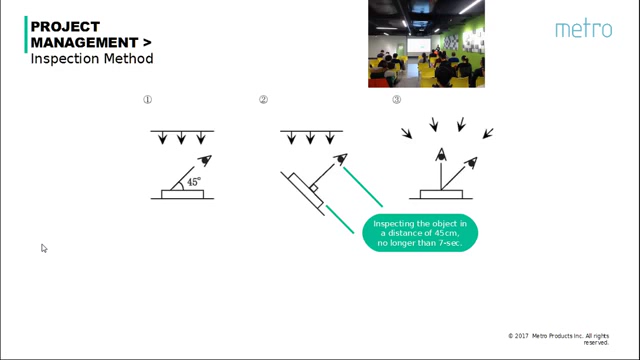 PROJECT
MANAGEMENT >
Inspection Method
metro
① ② ③
45°
Inspecting the object in
a distance of 45cm,
no longer than 7-sec.
© 2017 Metro Products Inc. All rights
reserved.